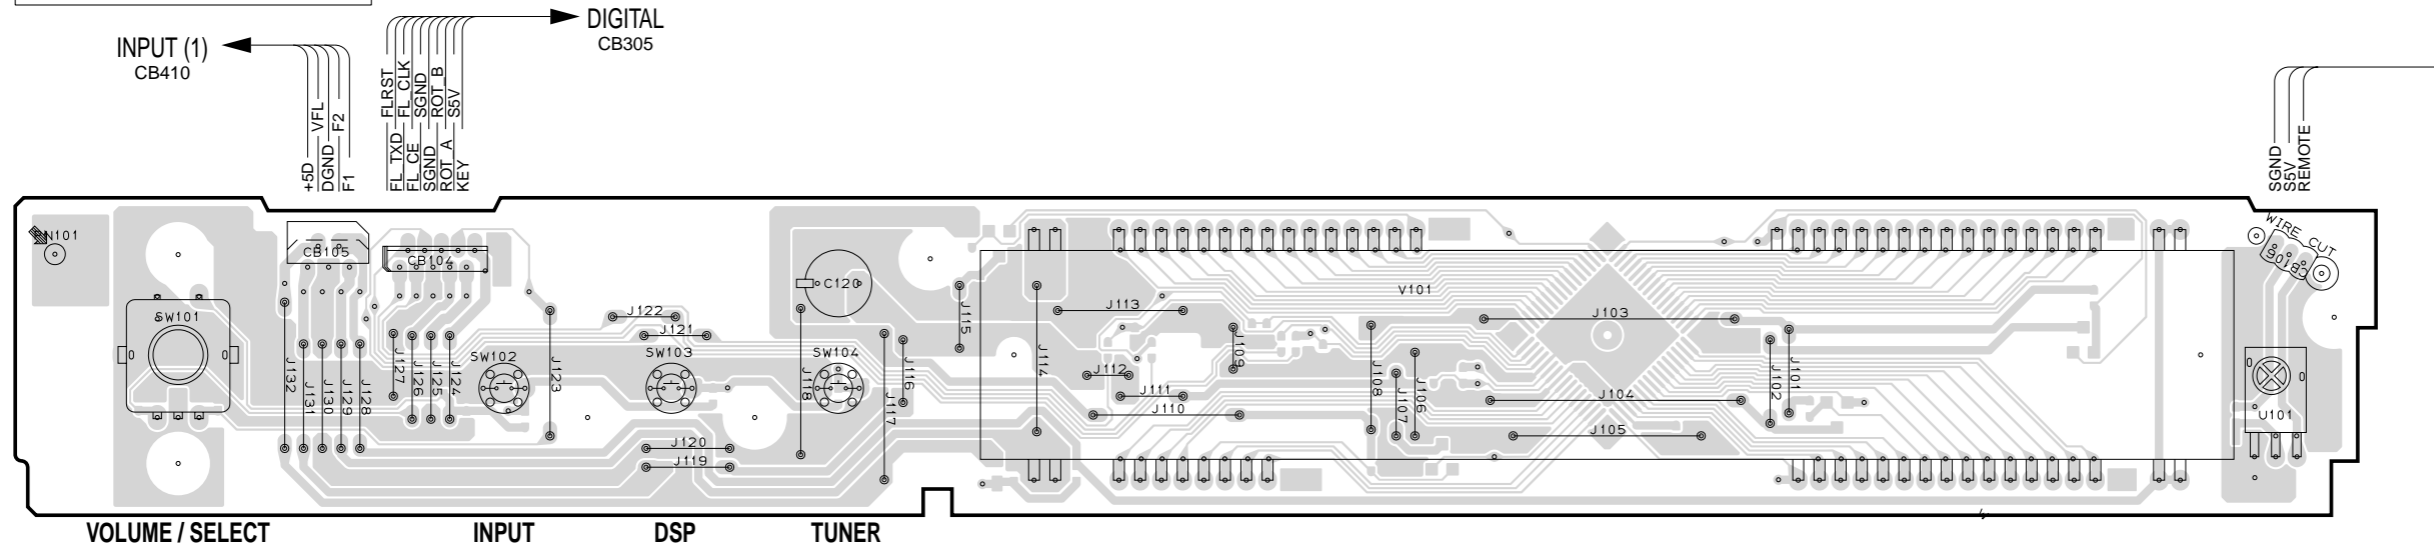 DIGITAL
CB305
INPUT (1)
CB410
+5D
VFL
DGND
F2
F1
FL_TXD
FLRST
FL_CE
FL_CLK
SGND
SGND
ROT_A
ROT_B
KEY
S5V
SGND
S5V
REMOTE
PN101
CB105
CB104
WIRE CUT
CB106
C120
V101
SW101
J122
J121
J113
J103
J115
J114
J109
J108
J106
J107
J102
J101
J132
J131
J130
J129
J128
J127
J126
J125
J124
SW102
J123
SW103
SW104
J118
J116
J117
J112
J111
J110
J104
J105
U101
J120
J119
VOLUME / SELECT
INPUT
DSP
TUNER